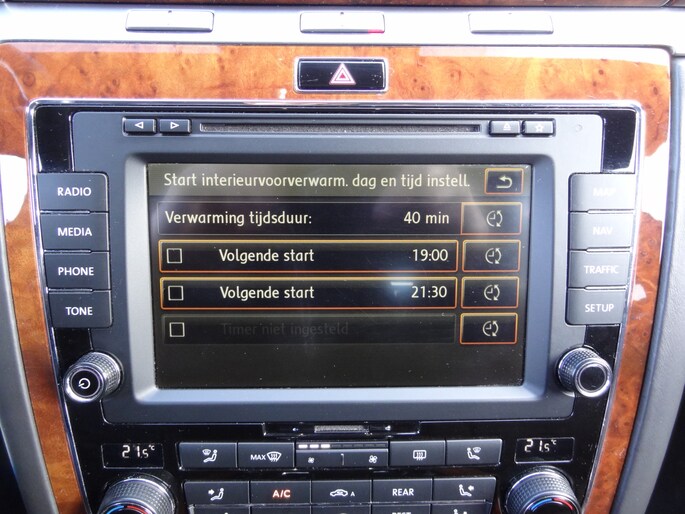 Start interieurvoorverwarm. dag en tijd instell.
RADIO
Verwarming tijdsduur: 40 min
MEDIA
NAV
Volgende start 19:00
PHONE
TRAFFIC
Volgende start 21:30
TONE
SETUP
Timer niet ingesteld
21.5°C
MAX
21.5°C
A/C
A
REAR